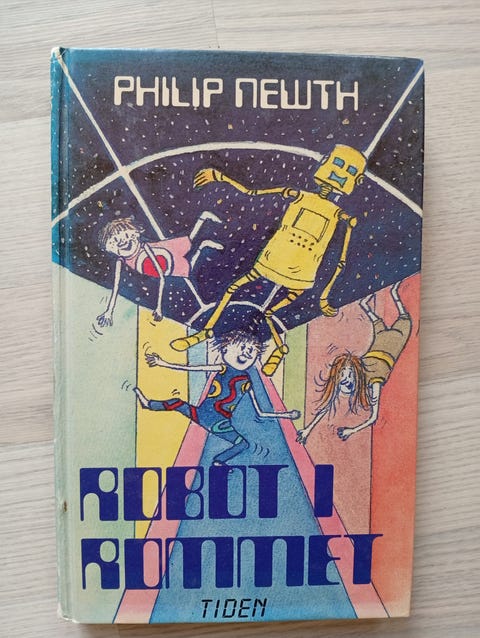 PHILIP NEWTH
ROBOT I
ROMMET
TIDEN